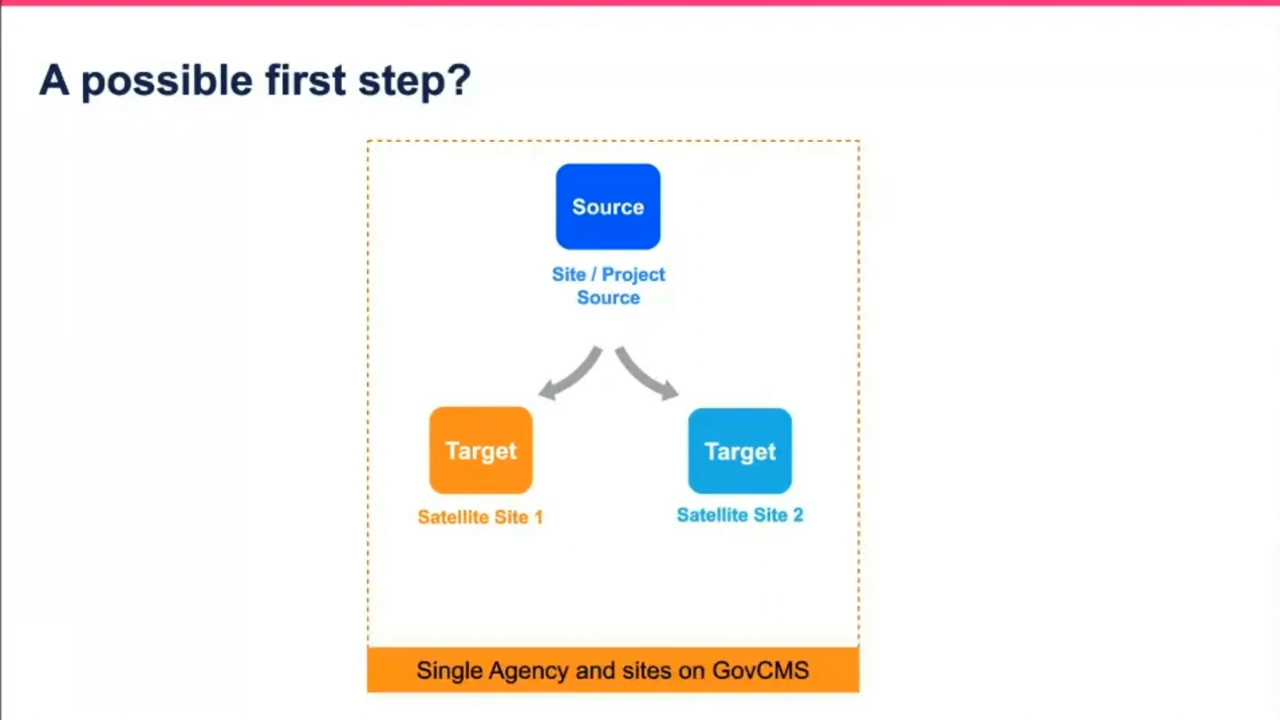 A possible first step?
Source
Site / Project
Source
Target
Target
Satellite Site 1
Satellite Site 2
Single Agency and sites on GovCMS